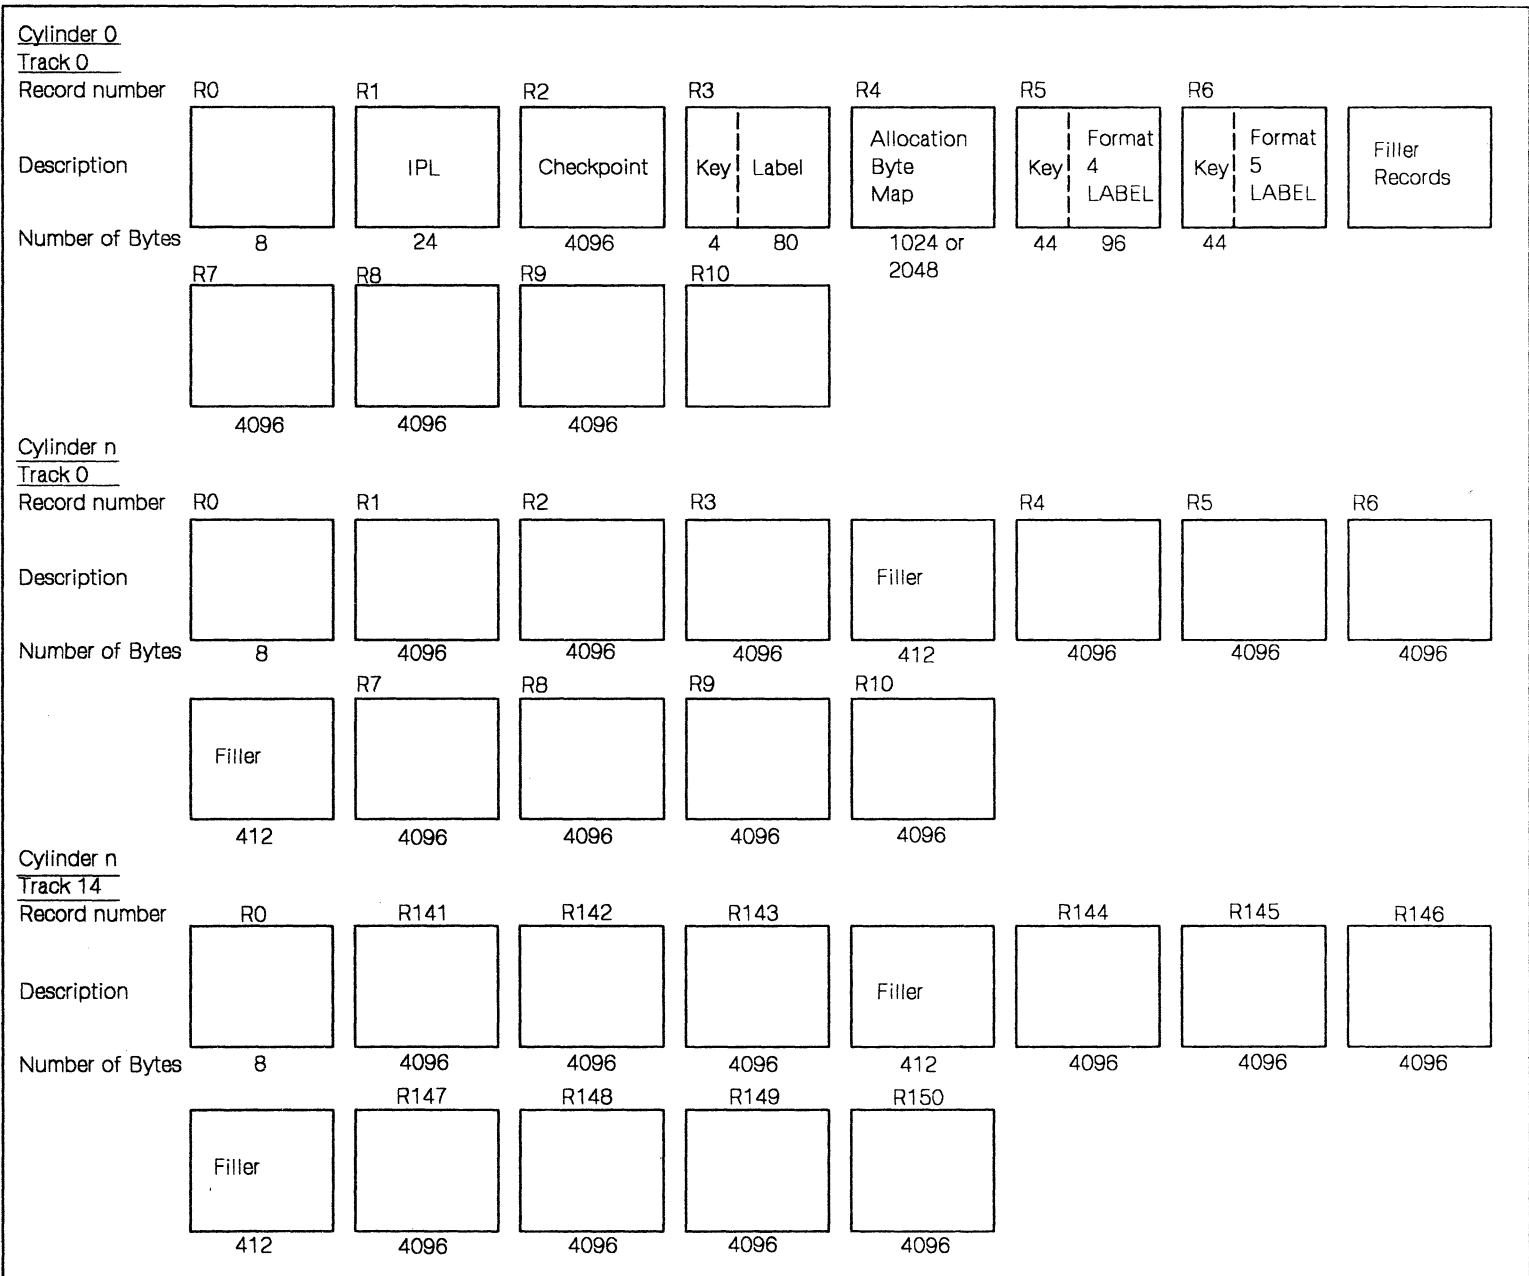 Cylinder 0
Track 0
Record number R0 R1 R2 R3 R4 R5 R6
Description IPL Checkpoint Key Label Allocation Byte Map Key Format 4 LABEL Key Format 5 LABEL Filler Records
Number of Bytes 8 24 4096 4 80 1024 or 2048 44 96 44
R7 R8 R9 R10
4096 4096 4096
Cylinder n
Track 0
Record number R0 R1 R2 R3 R4 R5 R6
Description Filler
Number of Bytes 8 4096 4096 4096 412 4096 4096 4096
R7 R8 R9 R10
Filler
412 4096 4096 4096 4096
Cylinder n
Track 14
Record number R0 R141 R142 R143 R144 R145 R146
Description Filler
Number of Bytes 8 4096 4096 4096 412 4096 4096 4096
R147 R148 R149 R150
Filler
412 4096 4096 4096 4096